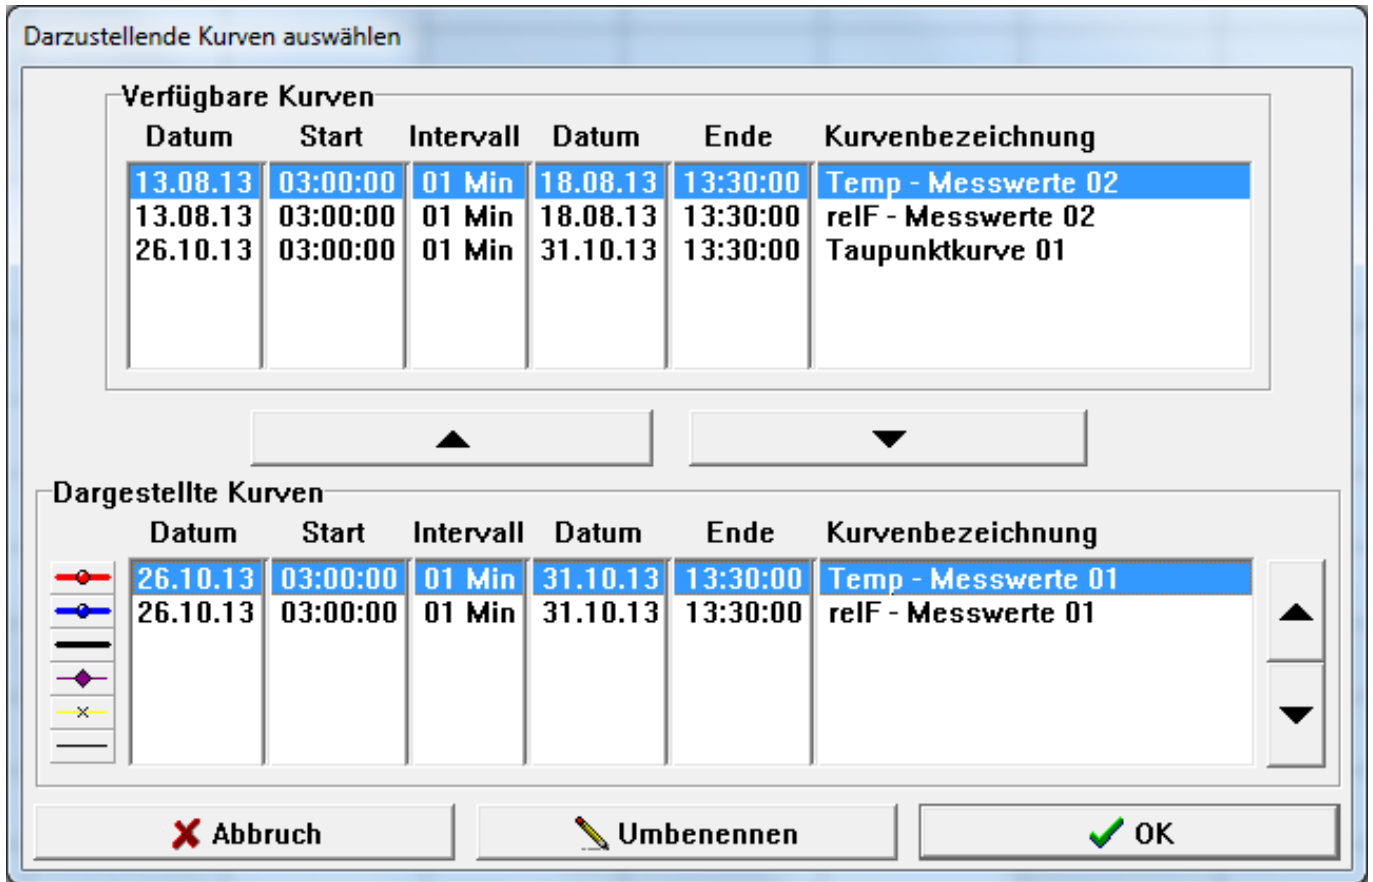 Darzustellende Kurven auswählen
Verfügbare Kurven
Datum Start Intervall Datum Ende Kurvenbezeichnung
13.08.13 03:00:00 01 Min 18.08.13 13:30:00 Temp - Messwerte 02
13.08.13 03:00:00 01 Min 18.08.13 13:30:00 relF - Messwerte 02
26.10.13 03:00:00 01 Min 31.10.13 13:30:00 Taupunktkurve 01
Dargestellte Kurven
Datum Start Intervall Datum Ende Kurvenbezeichnung
26.10.13 03:00:00 01 Min 31.10.13 13:30:00 Temp - Messwerte 01
26.10.13 03:00:00 01 Min 31.10.13 13:30:00 relF - Messwerte 01
Abbruch Umbenennen OK